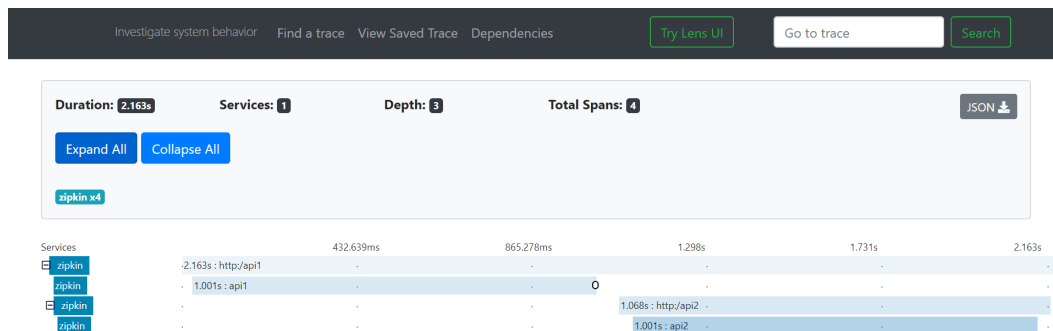 Investigate system behavior Find a trace View Saved Trace Dependencies Try Lens UI Go to trace Search
Duration: 2.163s Services: 1 Depth: 3 Total Spans: 4 JSON
Expand All Collapse All
zipkin x4
Services 432.639ms 865.278ms 1.298s 1.731s 2.163s
zipkin 2.163s : http:/api1
zipkin 1.001s : api1
zipkin 1.068s : http:/api2
zipkin 1.001s : api2